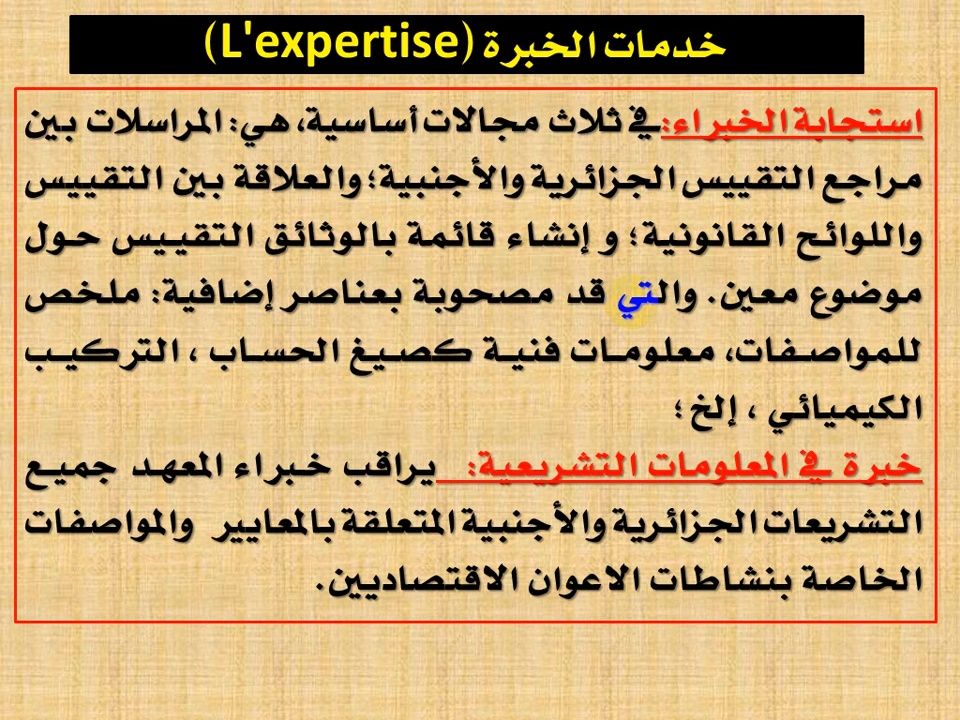 خدمات الخبرة (L'expertise)
استجابة الخبراء:في ثلاث مجالات أساسية، هي: المراسلات بين
مراجع التقييس الجزائرية والأجنبية؛ والعلاقة بين التقييس
واللوائح القانونية؛ و إنشاء قائمة بالوثائق التقييس حول
موضوع معين. والتي قد مصحوبة بعناصر إضافية: ملخص
للمواصفات، معلومات فنية كصيغ الحساب ، التركيب
الكيميائي ، إلخ؛
خبرة في المعلومات التشريعية: يراقب خبراء المعهد جميع
التشريعات الجزائرية والأجنبية المتعلقة بالمعايير والمواصفات
الخاصة بنشاطات الاعوان الاقتصاديين.